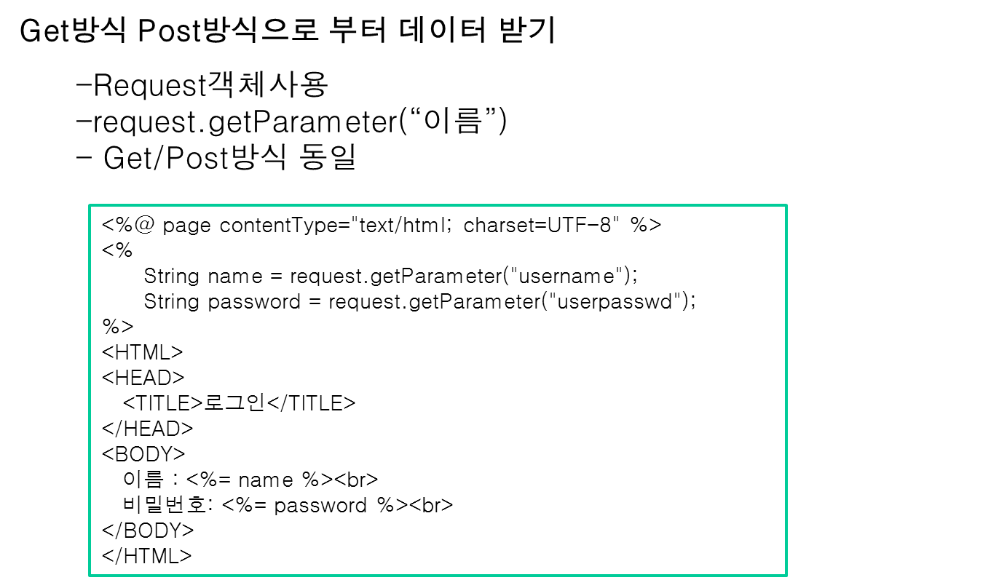 Get방식 Post방식으로 부터 데이터 받기
–Request객체사용
–request.getParameter(“이름”)
– Get/Post방식 동일
<%@ page contentType="text/html; charset=UTF-8" %>
<%
String name = request.getParameter("username");
String password = request.getParameter("userpasswd");
%>
<HTML>
<HEAD>
<TITLE>로그인</TITLE>
</HEAD>
<BODY>
이름 : <%= name %><br>
비밀번호: <%= password %><br>
</BODY>
</HTML>